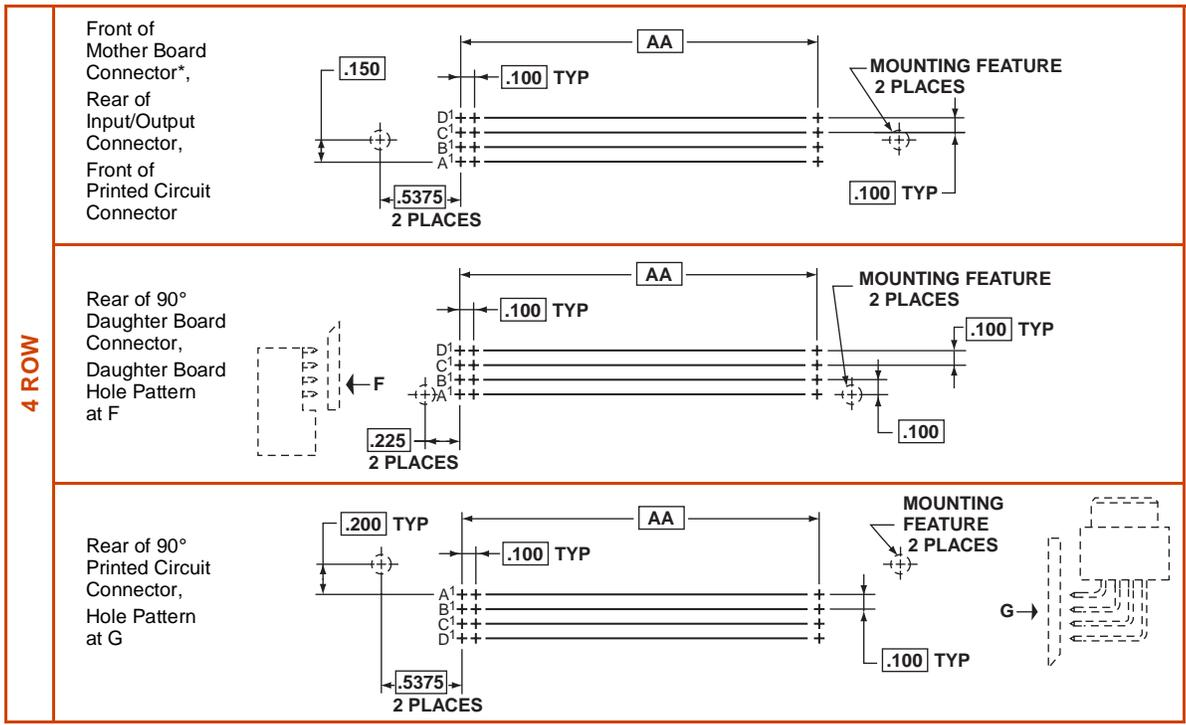 4 ROW
Front of
Mother Board
Connector*,
Rear of
Input/Output
Connector,
Front of
Printed Circuit
Connector
AA
.150
.100 TYP
MOUNTING FEATURE
2 PLACES
D1
C1
B1
A1
.5375
2 PLACES
.100 TYP
Rear of 90°
Daughter Board
Connector,
Daughter Board
Hole Pattern
at F
F
AA
.100 TYP
MOUNTING FEATURE
2 PLACES
.100 TYP
D1
C1
B1
A1
.225
2 PLACES
.100
Rear of 90°
Printed Circuit
Connector,
Hole Pattern
at G
.200 TYP
AA
.100 TYP
MOUNTING
FEATURE
2 PLACES
A1
B1
C1
D1
G
.100 TYP
.5375
2 PLACES